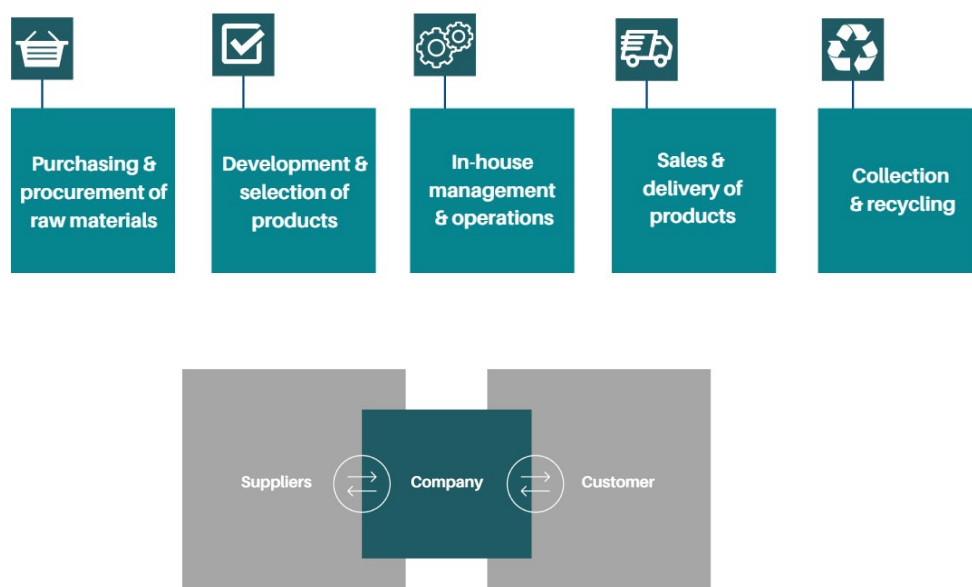 Purchasing &
procurement of
raw materials
Development &
selection of
products
In-house
management
& operations
Sales &
delivery of
products
Collection
& recycling
Suppliers
Company
Customer